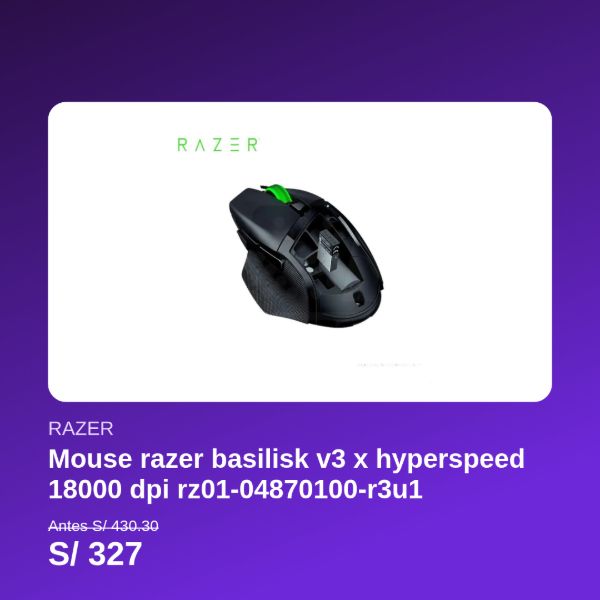 RAZER
RAZER
Mouse razer basilisk v3 x hyperspeed
18000 dpi rz01-04870100-r3u1
Antes S/ 430.30
S/ 327